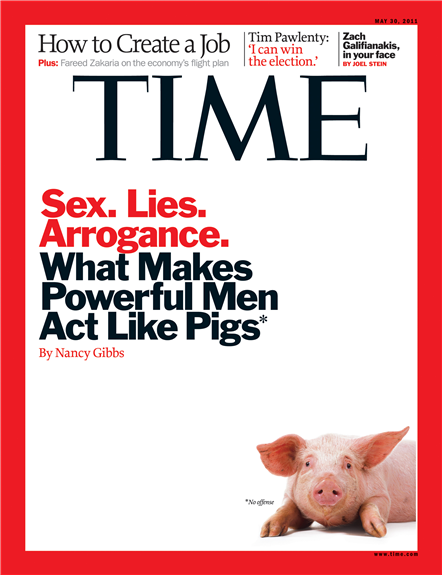 MAY 30, 2011
How to Create a Job
Plus: Fareed Zakaria on the economy's flight plan
Tim Pawlenty:
'I can win
the election.'
Zach
Galifianakis,
in your face
BY JOEL STEIN
TIME
Sex. Lies.
Arrogance.
What Makes
Powerful Men
Act Like Pigs*
By Nancy Gibbs
*No offense
www.time.com